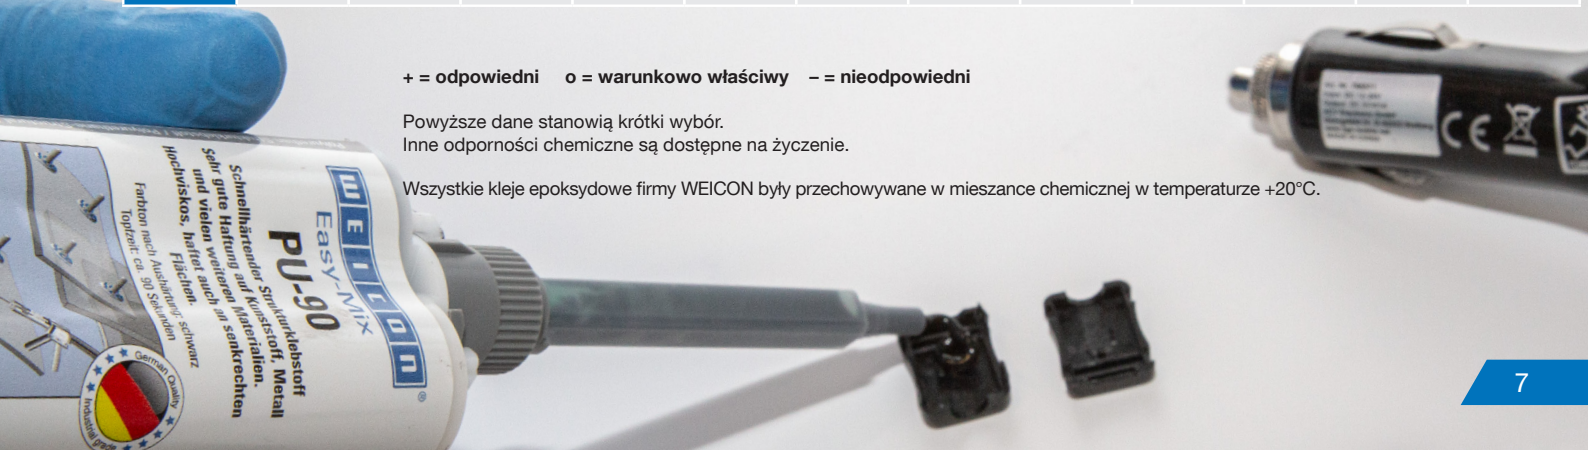 + = odpowiedni o = warunkowo właściwy – = nieodpowiedni
Powyższe dane stanowią krótki wybór.
Inne odporności chemiczne są dostępne na życzenie.
Wszystkie kleje epoksydowe firmy WEICON były przechowywane w mieszance chemicznej w temperaturze +20°C.
WEICON®
Easy-Mix
PU-90
Schnellhärtender Strukturklebstoff
Sehr gute Haftung auf Kunststoff, Metall
und vielen weiteren Materialien.
Hochviskos, haftet auch an senkrechten
Flächen.
Farbton nach Aushärtung: schwarz
Topfzeit: ca. 90 Sekunden
German Quality
Industrial grade
CE
7